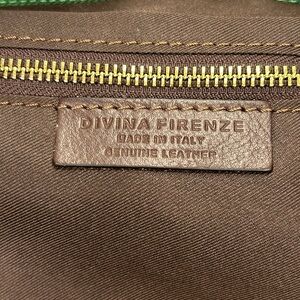 DIVINA FIRENZE
MADE IN ITALY
GENUINE LEATHER